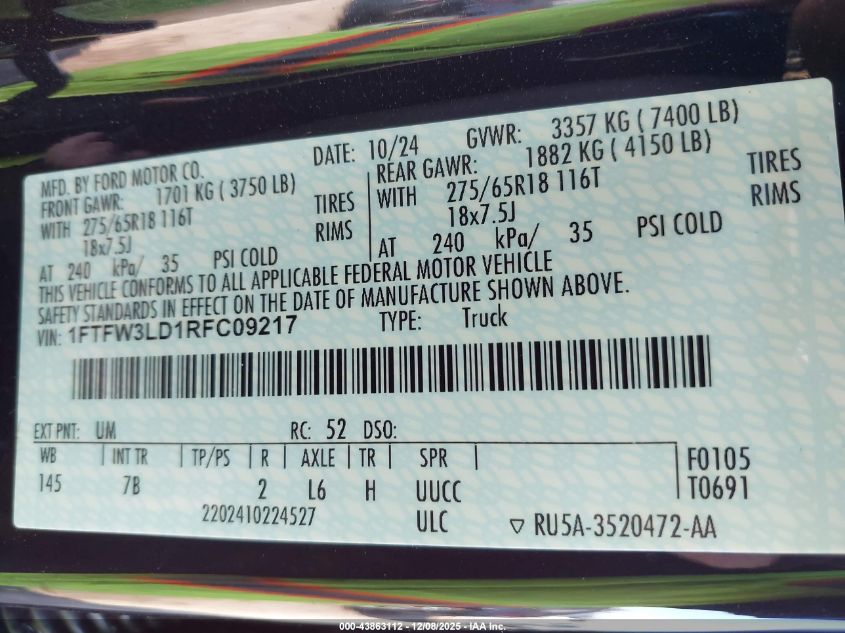 MFD. BY FORD MOTOR CO. DATE: 10/24 GVWR: 3357 KG ( 7400 LB)
FRONT GAWR: 1701 KG ( 3750 LB) REAR GAWR: 1882 KG ( 4150 LB)
WITH 275/65R18 116T TIRES WITH 275/65R18 116T TIRES
18x7.5J RIMS 18x7.5J RIMS
AT 240 kPa/ 35 PSI COLD AT 240 kPa/ 35 PSI COLD
THIS VEHICLE CONFORMS TO ALL APPLICABLE FEDERAL MOTOR VEHICLE
SAFETY STANDARDS IN EFFECT ON THE DATE OF MANUFACTURE SHOWN ABOVE.
VIN: 1FTFW3LD1RFC09217 TYPE: Truck
EXT PNT: UM RC: 52 DSO:
WB INT TR TP/PS R AXLE TR SPR F0105
145 7B 2 L6 H UUCC T0691
2202410224527 ULC RU5A-3520472-AA
000-43863112 - 12/08/2025 - IAA Inc.